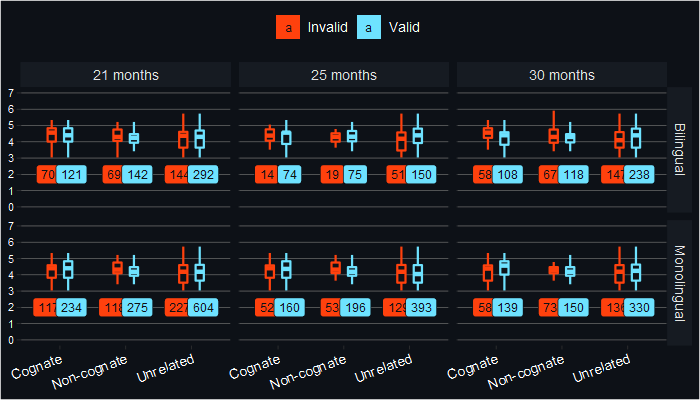 a Invalid a Valid
21 months 25 months 30 months
7
6
5
4
3
2 70 121 69 142 144 292 14 74 19 75 51 150 58 108 67 118 147 238
1
0
Bilingual
7
6
5
4
3
2 117 234 118 275 227 604 52 160 53 196 129 393 58 139 73 150 136 330
1
0
Monolingual
Cognate Non-cognate Unrelated Cognate Non-cognate Unrelated Cognate Non-cognate Unrelated